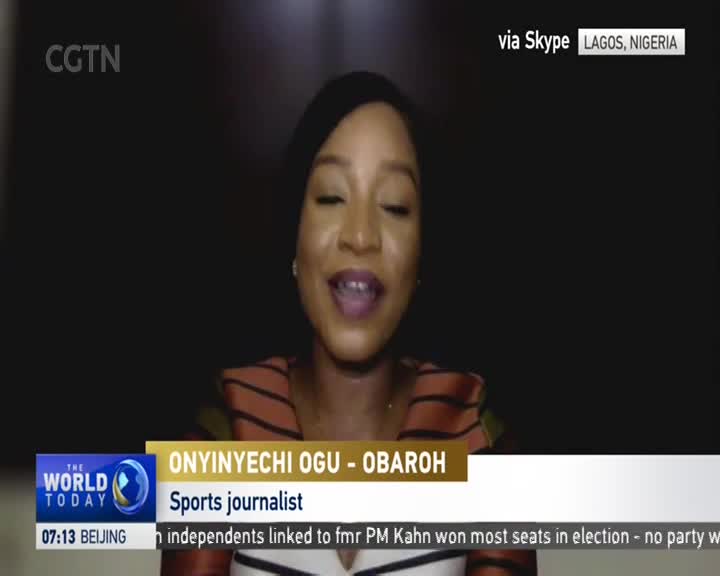 CGTN
via Skype LAGOS, NIGERIA
ONYINYECHI OGU - OBAROH
THE
WORLD
TODAY
Sports journalist
07:13 BEIJING
independents linked to fmr PM Kahn won most seats in election - no party